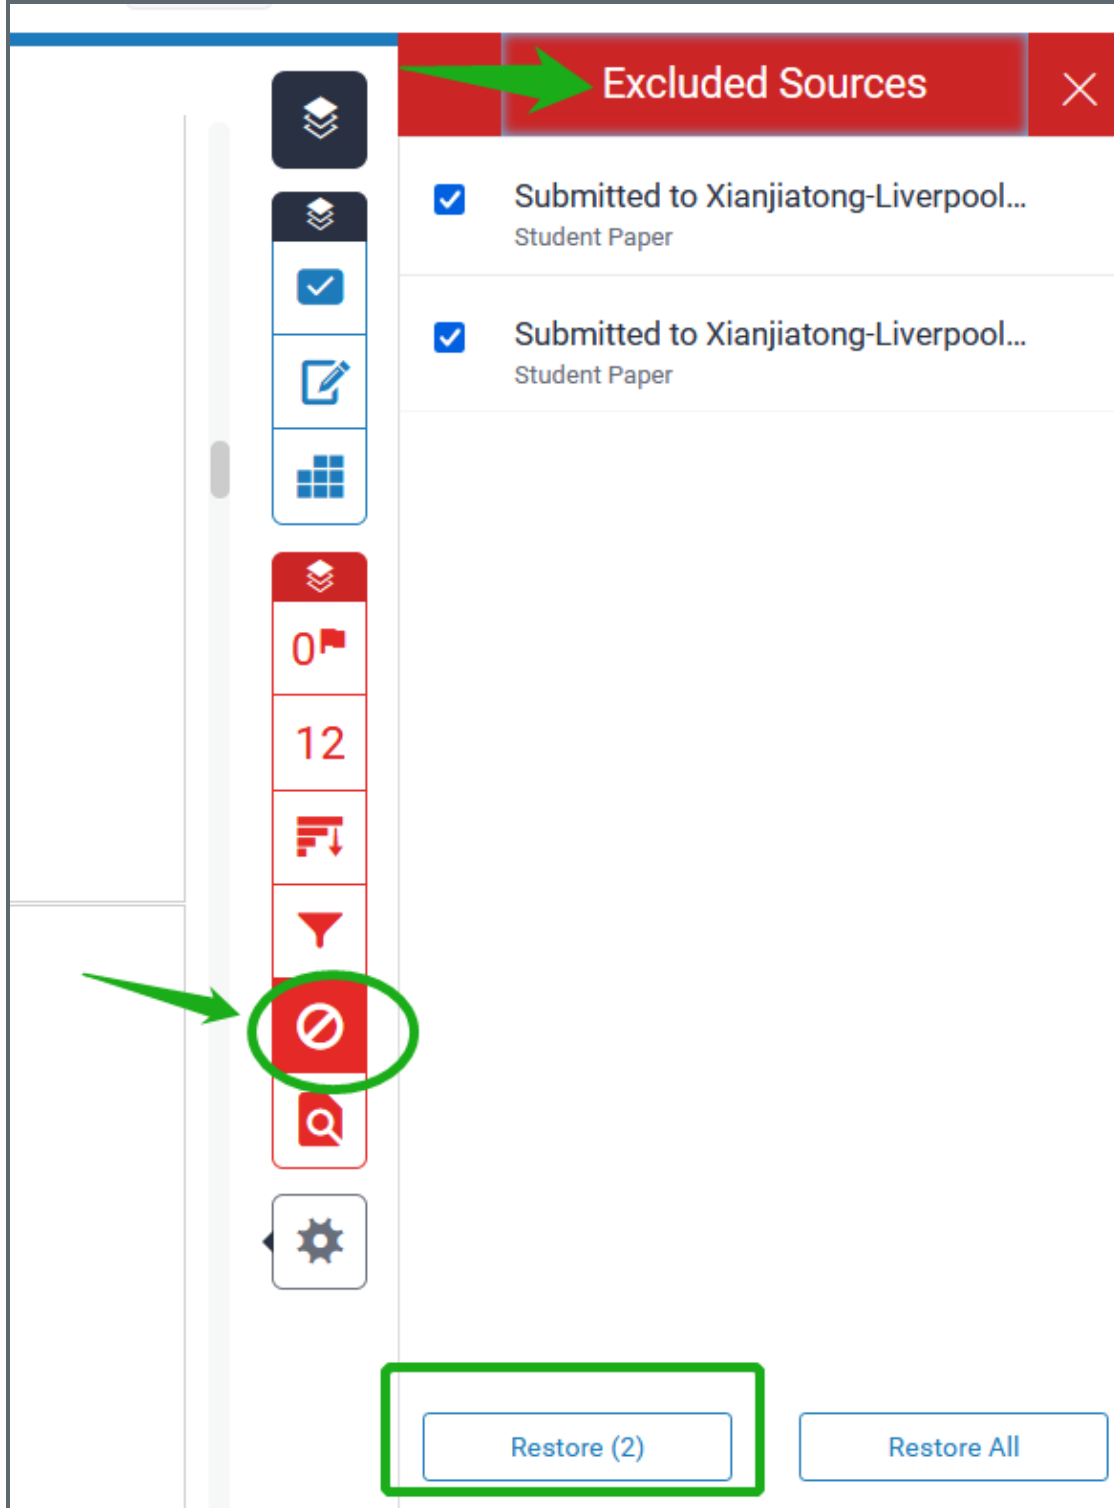 Excluded Sources
Submitted to Xianjiatong-Liverpool...
Student Paper
Submitted to Xianjiatong-Liverpool...
Student Paper
0
12
Restore (2)
Restore All